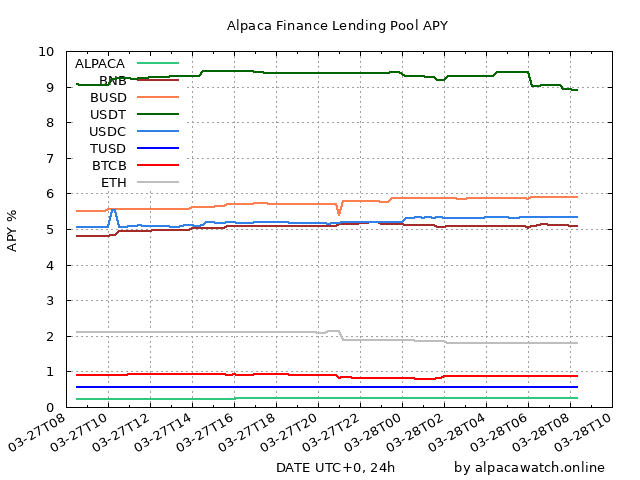 Alpaca Finance Lending Pool APY
10
9
8
7
6
5
4
3
2
1
0
APY %
ALPACA
BNB
BUSD
USDT
USDC
TUSD
BTCB
ETH
03-27T08
03-27T10
03-27T12
03-27T14
03-27T16
03-27T18
03-27T20
03-27T22
03-28T00
03-28T02
03-28T04
03-28T06
03-28T08
03-28T10
DATE UTC+0, 24h
by alpacawatch.online